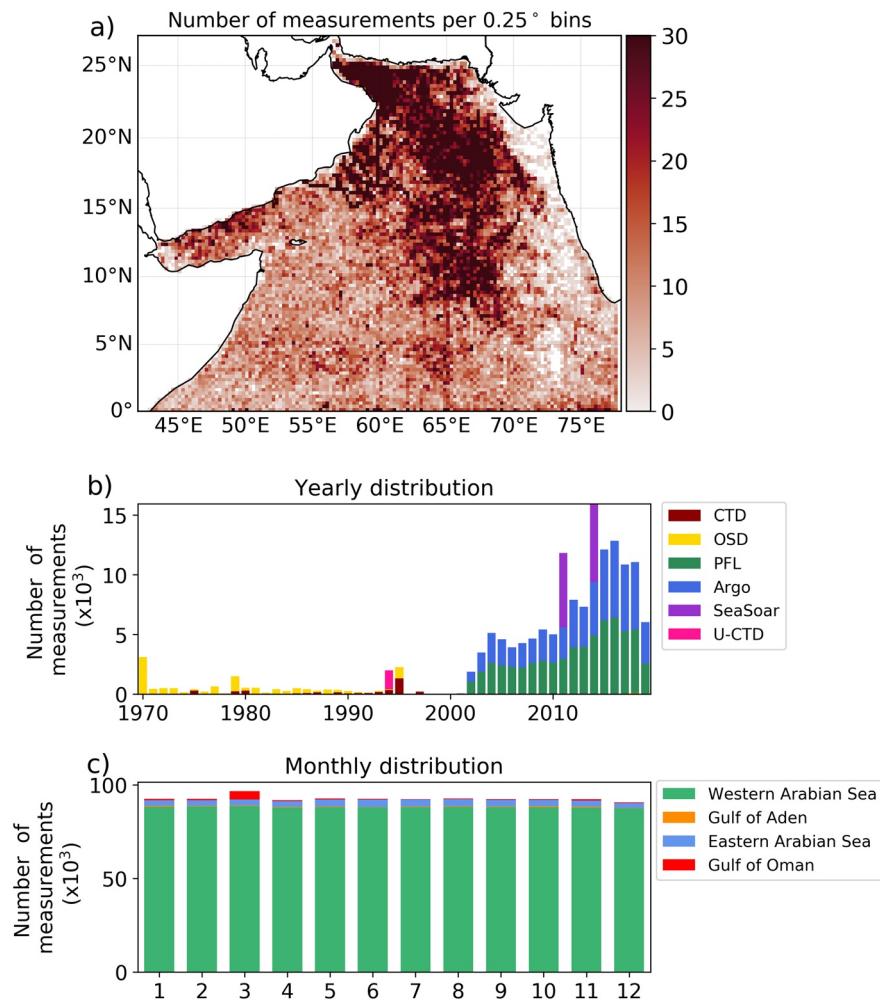 a)
Number of measurements per 0.25° bins
25°N
20°N
15°N
10°N
5°N
0°
45°E 50°E 55°E 60°E 65°E 70°E 75°E
30
25
20
15
10
5
0
b)
Yearly distribution
Number of
measurements
(x10³)
15
10
5
0
1970 1980 1990 2000 2010
CTD
OSD
PFL
Argo
SeaSoar
U-CTD
c)
Monthly distribution
Number of
measurements
(x10³)
100
50
0
1 2 3 4 5 6 7 8 9 10 11 12
Western Arabian Sea
Gulf of Aden
Eastern Arabian Sea
Gulf of Oman